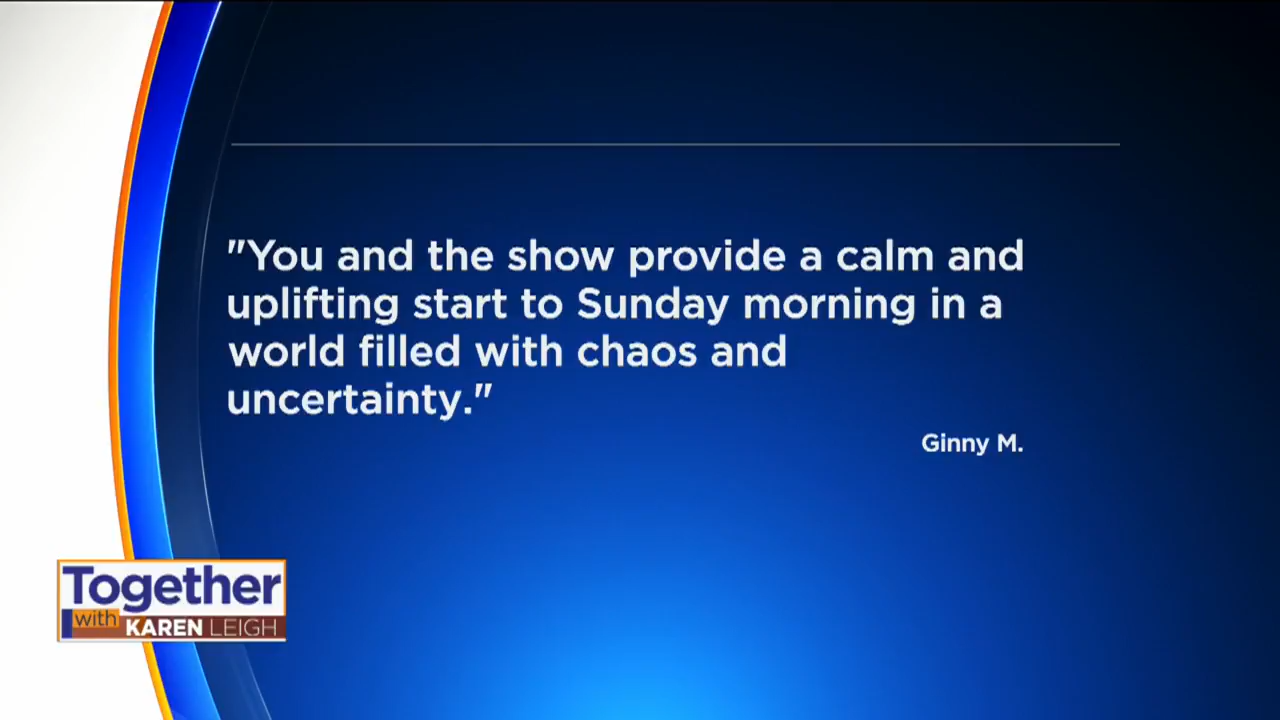 "You and the show provide a calm and
uplifting start to Sunday morning in a
world filled with chaos and
uncertainty."
Ginny M.
Together
with KAREN LEIGH